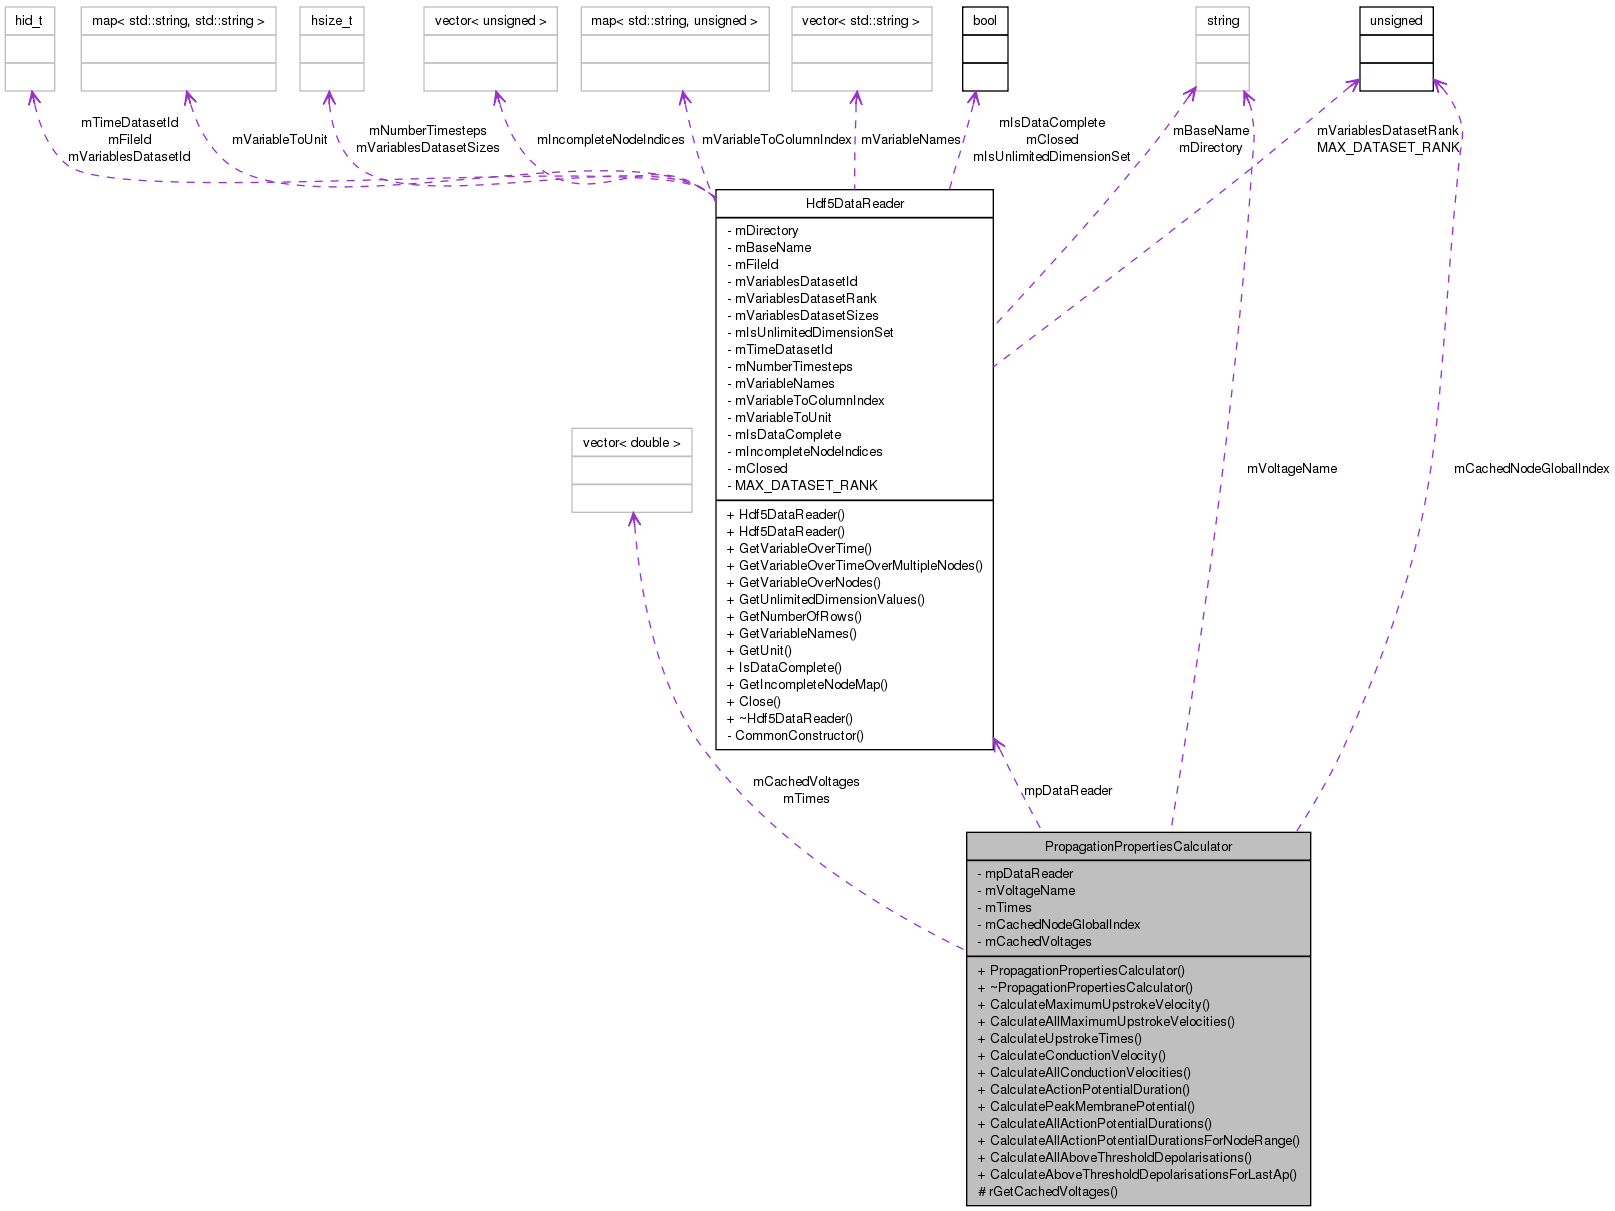 hid_t
map< std::string, std::string >
hsize_t
vector< unsigned >
map< std::string, unsigned >
vector< std::string >
bool
string
unsigned
mTimeDatasetId
mFileId
mVariablesDatasetId
mVariableToUnit
mNumberTimesteps
mVariablesDatasetSizes
mIncompleteNodeIndices
mVariableToColumnIndex
mVariableNames
mIsDataComplete
mClosed
mIsUnlimitedDimensionSet
mBaseName
mDirectory
mVariablesDatasetRank
MAX_DATASET_RANK
Hdf5DataReader
- mDirectory
- mBaseName
- mFileId
- mVariablesDatasetId
- mVariablesDatasetRank
- mVariablesDatasetSizes
- mIsUnlimitedDimensionSet
- mTimeDatasetId
- mNumberTimesteps
- mVariableNames
- mVariableToColumnIndex
- mVariableToUnit
- mIsDataComplete
- mIncompleteNodeIndices
- mClosed
- MAX_DATASET_RANK
+ Hdf5DataReader()
+ Hdf5DataReader()
+ GetVariableOverTime()
+ GetVariableOverTimeOverMultipleNodes()
+ GetVariableOverNodes()
+ GetUnlimitedDimensionValues()
+ GetNumberOfRows()
+ GetVariableNames()
+ GetUnit()
+ IsDataComplete()
+ GetIncompleteNodeMap()
+ Close()
+ ~Hdf5DataReader()
- CommonConstructor()
vector< double >
mVoltageName
mCachedNodeGlobalIndex
mCachedVoltages
mTimes
mpDataReader
PropagationPropertiesCalculator
- mpDataReader
- mVoltageName
- mTimes
- mCachedNodeGlobalIndex
- mCachedVoltages
+ PropagationPropertiesCalculator()
+ ~PropagationPropertiesCalculator()
+ CalculateMaximumUpstrokeVelocity()
+ CalculateAllMaximumUpstrokeVelocities()
+ CalculateUpstrokeTimes()
+ CalculateConductionVelocity()
+ CalculateAllConductionVelocities()
+ CalculateActionPotentialDuration()
+ CalculatePeakMembranePotential()
+ CalculateAllActionPotentialDurations()
+ CalculateAllActionPotentialDurationsForNodeRange()
+ CalculateAllAboveThresholdDepolarisations()
+ CalculateAboveThresholdDepolarisationsForLastAp()
# rGetCachedVoltages()